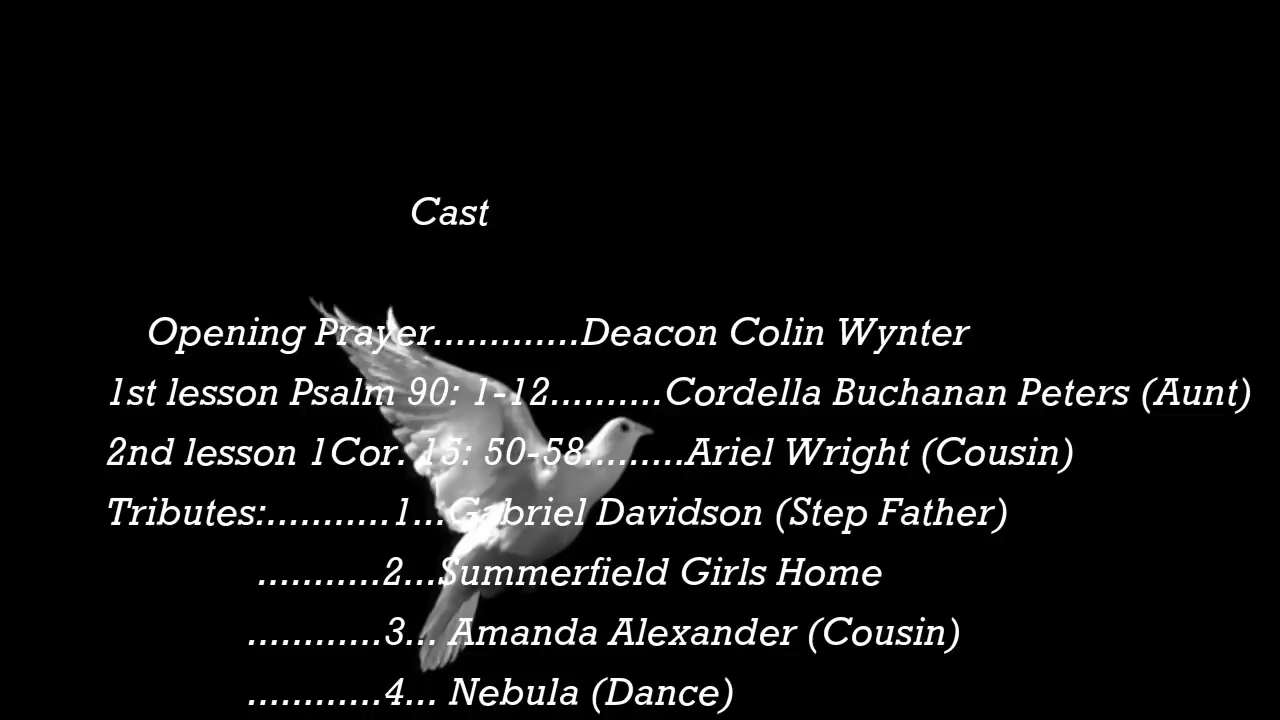 Cast
Opening Prayer.............Deacon Colin Wynter
1st lesson Psalm 90: 1-12..........Cordella Buchanan Peters (Aunt)
2nd lesson 1Cor. 15: 50-58.........Ariel Wright (Cousin)
Tributes:...........1...Gabriel Davidson (Step Father)
...........2...Summerfield Girls Home
............3... Amanda Alexander (Cousin)
............4... Nebula (Dance)